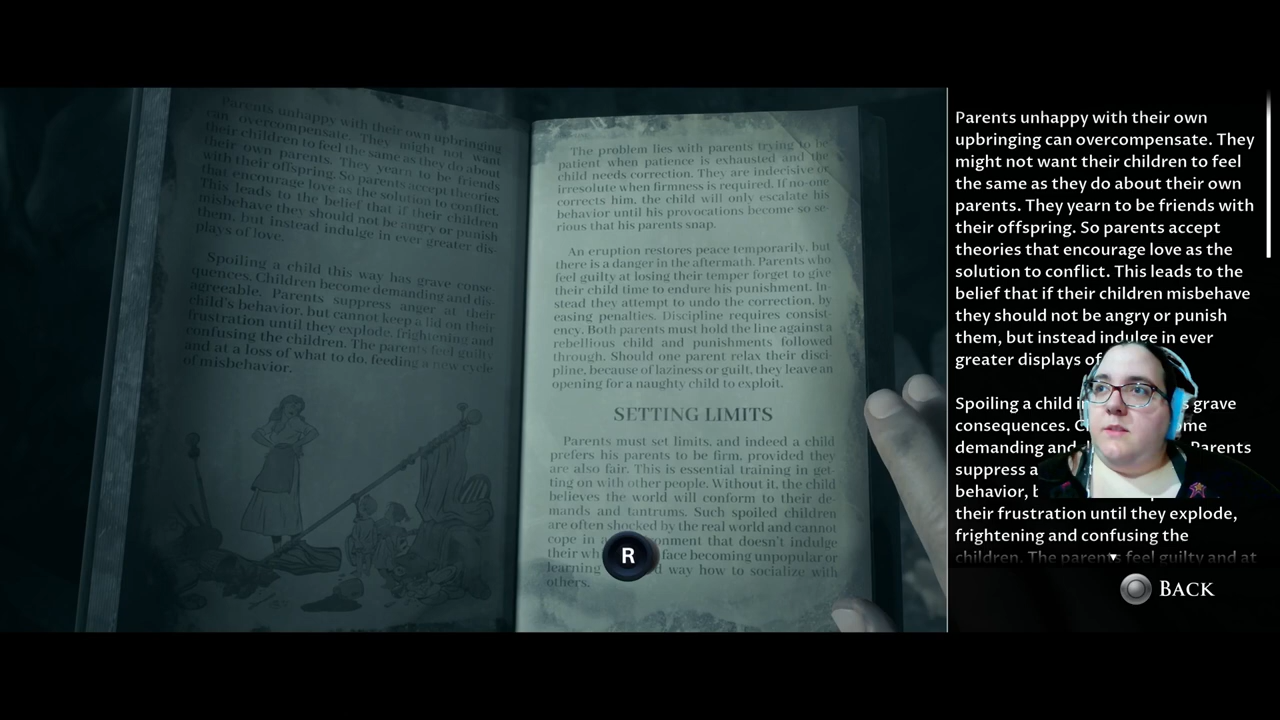 Parents unhappy with their own upbringing
can overcompensate. They might not want
their children to feel the same as they do about
their own parents. They yearn to be friends
with their offspring. So parents accept theories
that encourage love as the solution to conflict.
This leads to the belief that if their children
misbehave they should not be angry or punish
them, but instead indulge in ever greater dis-
plays of love.
Spoiling a child this way has grave conse-
quences. Children become demanding and dis-
agreeable. Parents suppress anger at their
child's behavior, but cannot keep a lid on their
frustration until they explode, frightening and
confusing the children. The parents feel guilty
and at a loss of what to do, feeding a new cycle
of misbehavior.
The problem lies with parents trying to be
patient when patience is exhausted and the
child needs correction. They are indecisive or
irresolute when firmness is required. If no-one
corrects him, the child will only escalate his
behavior until his provocations become so se-
rious that his parents snap.
An eruption restores peace temporarily, but
there is a danger in the aftermath. Parents who
feel guilty at losing their temper forget to give
their child time to endure his punishment. In-
stead they attempt to undo the correction, by
easing penalties. Discipline requires consist-
ency. Both parents must hold the line against a
rebellious child and punishments followed
through. Should one parent relax their disci-
pline, because of laziness or guilt, they leave an
opening for a naughty child to exploit.
SETTING LIMITS
Parents must set limits, and indeed a child
prefers his parents to be firm, provided they
are also fair. This is essential training in get-
ting on with other people. Without it, the child
believes the world will conform to their de-
mands and tantrums. Such spoiled children
are often shocked by the real world and cannot
cope in a onment that doesn't indulge
their wh face becoming unpopular or
learning d way how to socialize with
others.
R
Parents unhappy with their own
upbringing can overcompensate. They
might not want their children to feel
the same as they do about their own
parents. They yearn to be friends with
their offspring. So parents accept
theories that encourage love as the
solution to conflict. This leads to the
belief that if their children misbehave
they should not be angry or punish
them, but instead indulge in ever
greater displays of
Spoiling a child grave
consequences. C me
demanding and Parents
suppress a
behavior, b
their frustration until they explode,
frightening and confusing the
children. The parents feel guilty and at
BACK